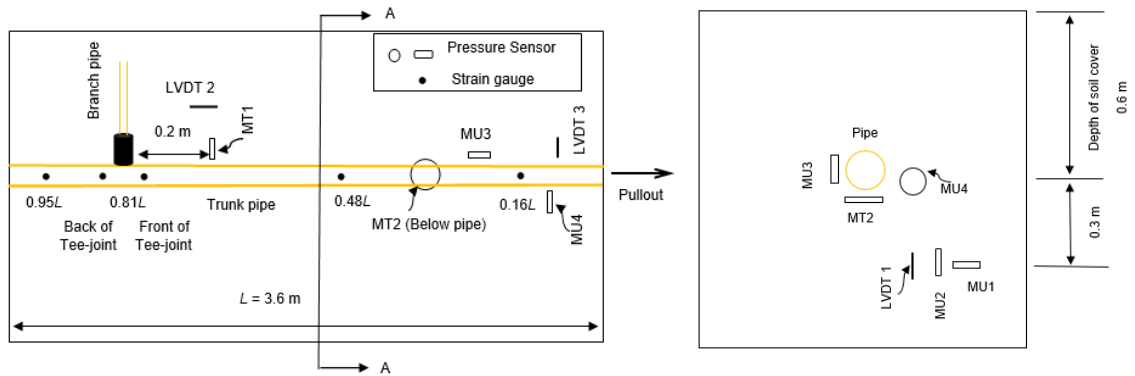 A
Pressure Sensor
Strain gauge
Branch pipe
LVDT 2
MT1
0.2 m
MU3
LVDT 3
0.95L
0.81L
Trunk pipe
0.48L
0.16L
MU4
Back of
Tee-joint
Front of
Tee-joint
MT2 (Below pipe)
Pullout
L = 3.6 m
A
Pipe
MU3
MU4
MT2
LVDT 1
MU2
MU1
Depth of soil cover
0.6 m
0.3 m